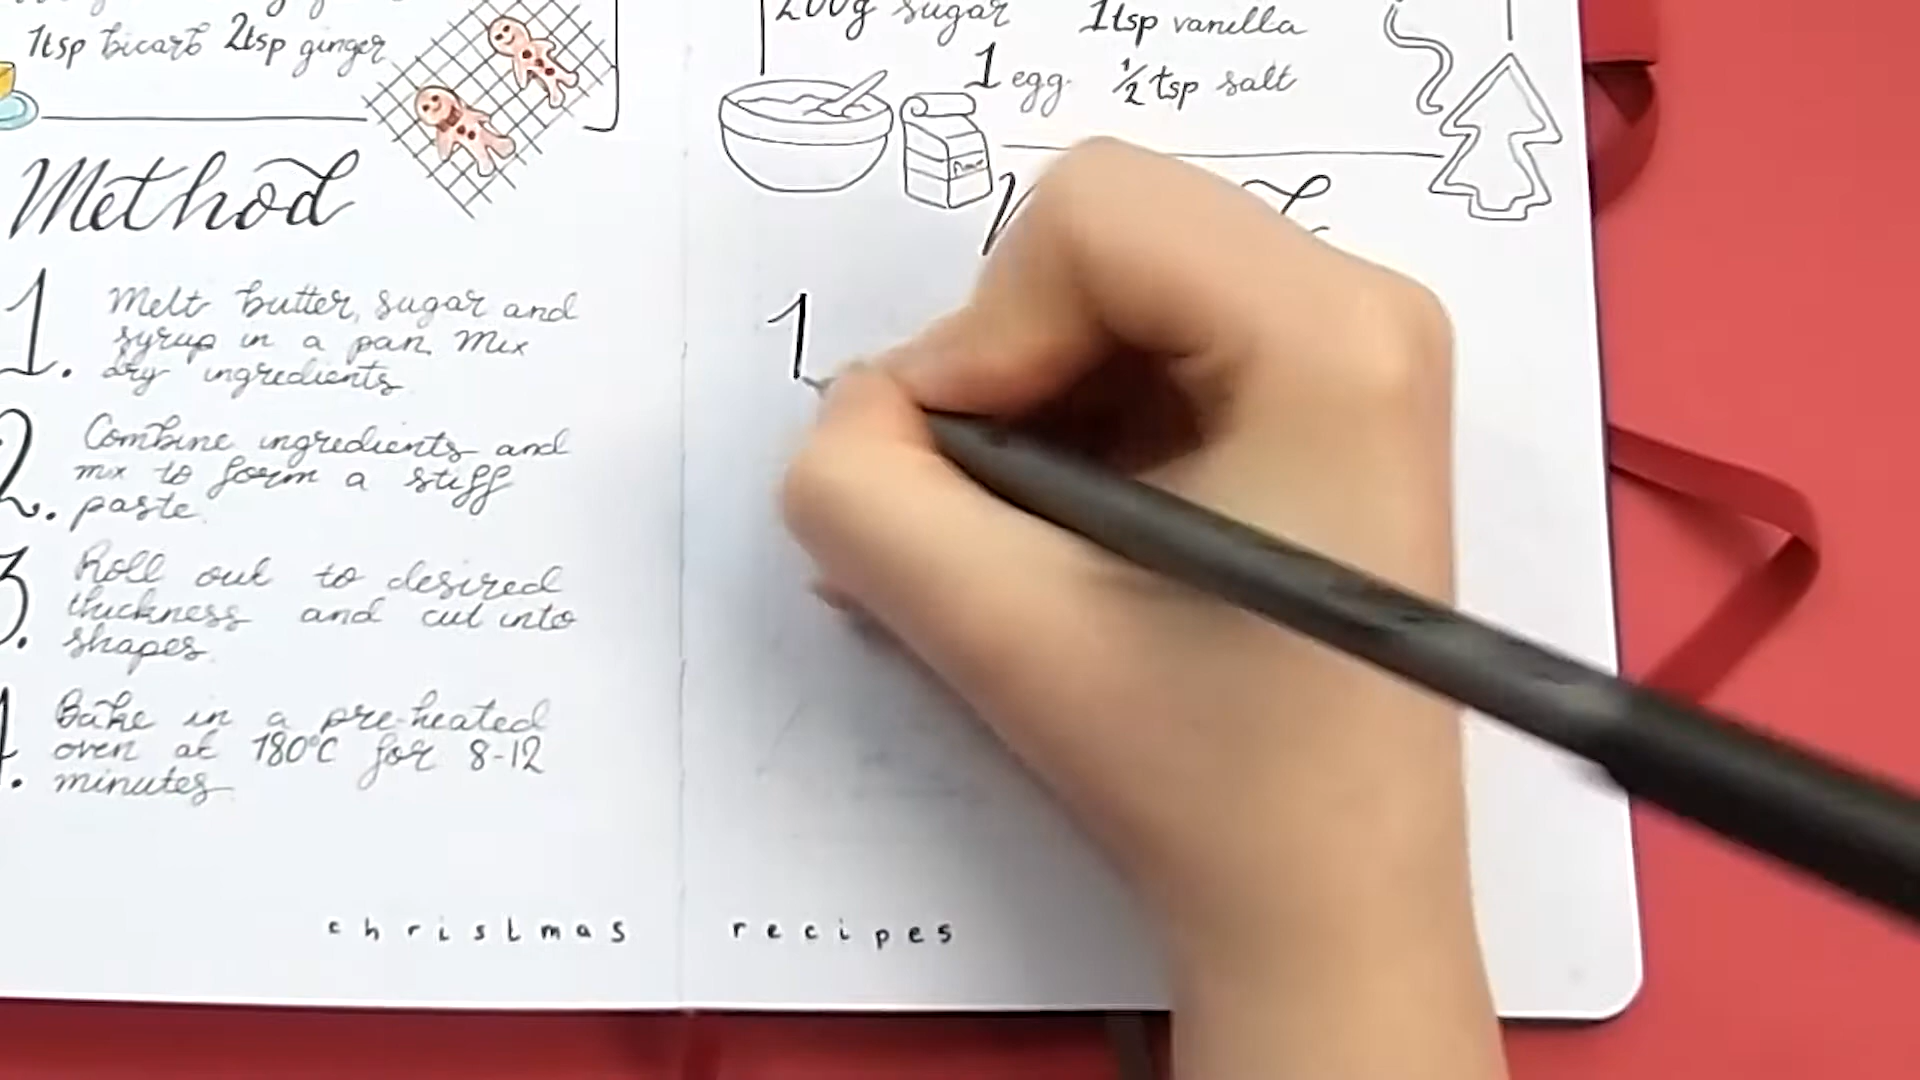 1tsp bicarb 2tsp ginger
Method
1. Melt butter, sugar and
syrup in a pan. Mix
dry ingredients
2. Combine ingredients and
mix to form a stiff
paste.
3. Roll out to desired
thickness and cut into
shapes.
4. Bake in a pre-heated
oven at 180°C for 8-12
minutes
christmas
200g sugar 1tsp vanilla
1 egg ½ tsp salt
flour
1
recipes